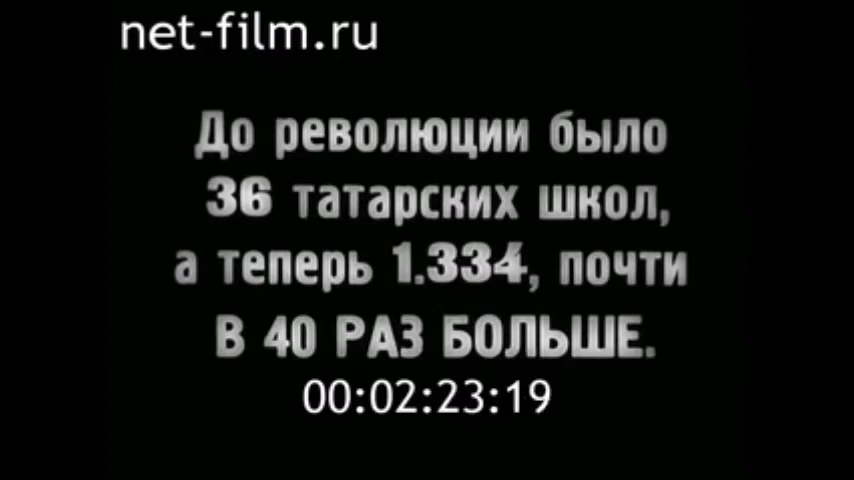 net-film.ru
До революции было
36 татарских школ,
а теперь 1.334, почти
В 40 РАЗ БОЛЬШЕ.
00:02:23:19